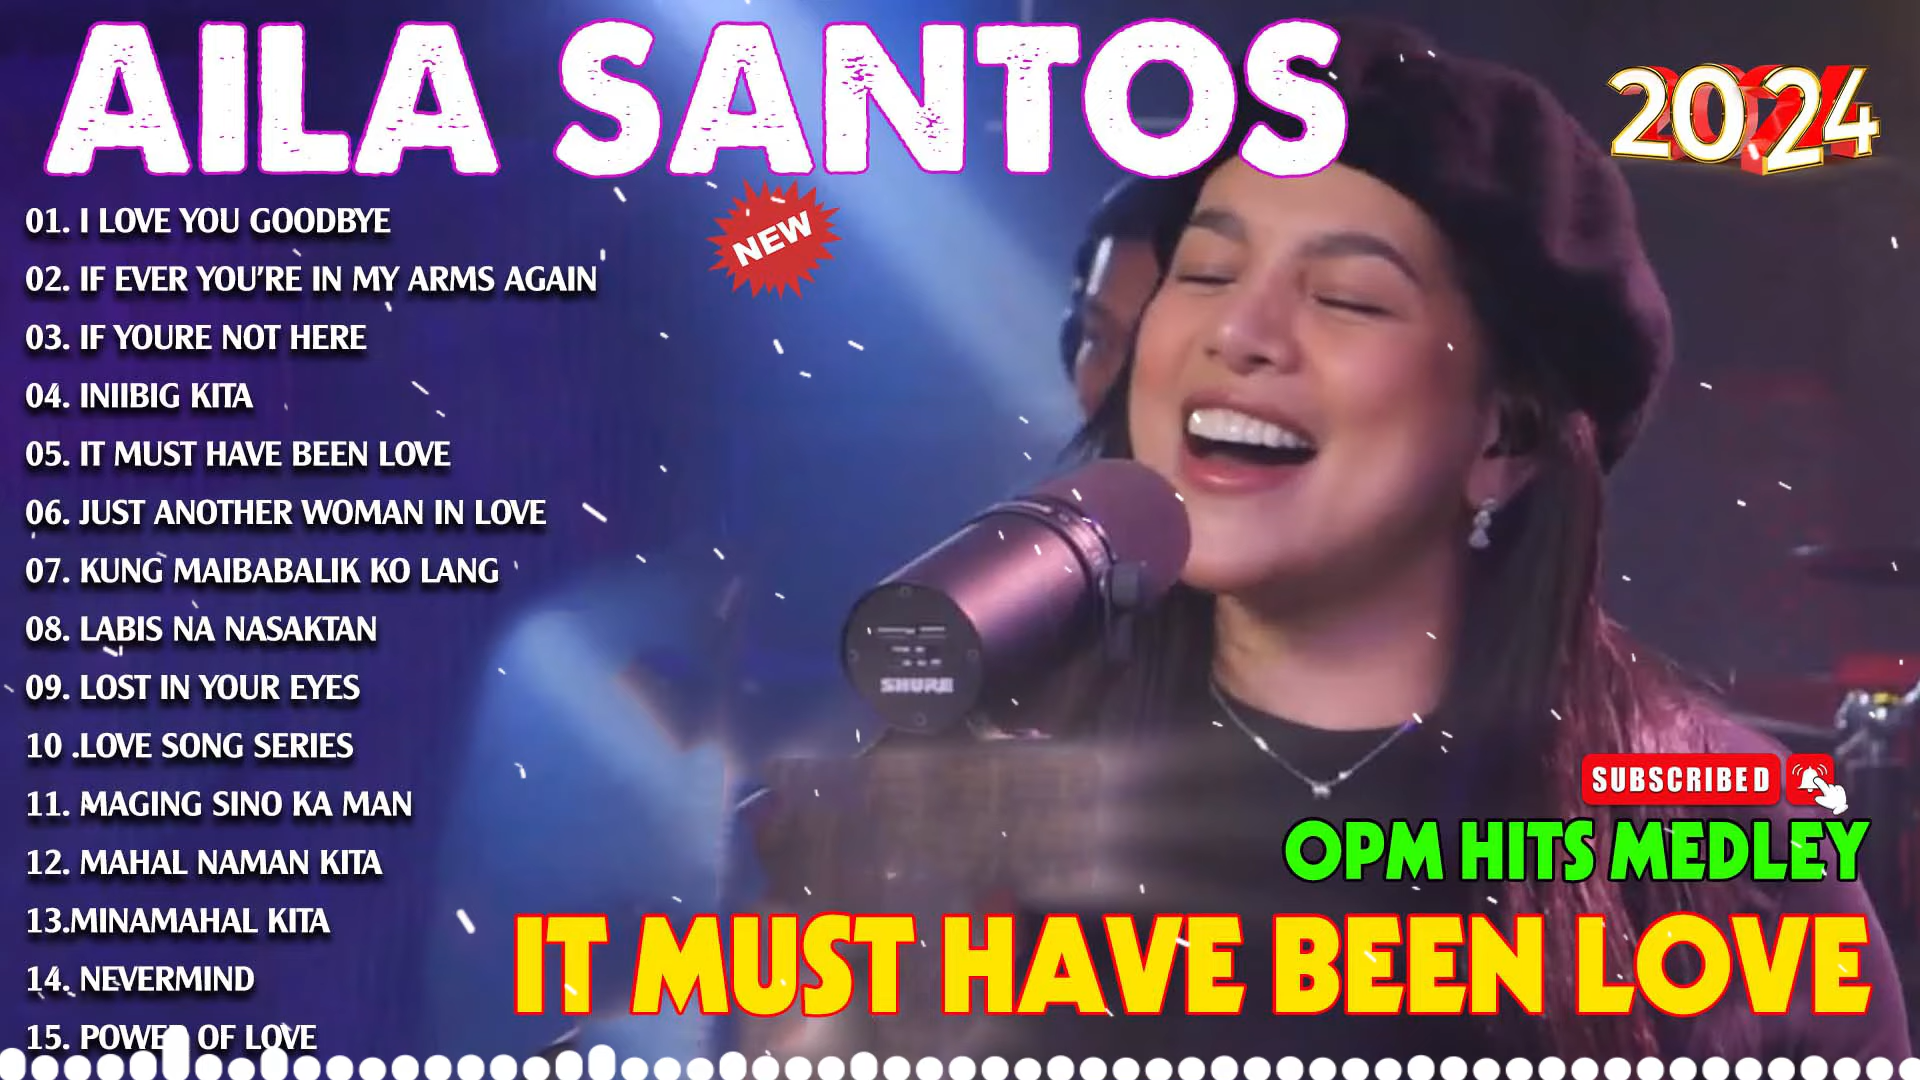 AILA SANTOS
2024
NEW
01. I LOVE YOU GOODBYE
02. IF EVER YOU'RE IN MY ARMS AGAIN
03. IF YOURE NOT HERE
04. INIIBIG KITA
05. IT MUST HAVE BEEN LOVE
06. JUST ANOTHER WOMAN IN LOVE
07. KUNG MAIBABALIK KO LANG
08. LABIS NA NASAKTAN
09. LOST IN YOUR EYES
10 .LOVE SONG SERIES
11. MAGING SINO KA MAN
12. MAHAL NAMAN KITA
13.MINAMAHAL KITA
14. NEVERMIND
15. POWER OF LOVE
SHURE
SUBSCRIBED
OPM HITS MEDLEY
IT MUST HAVE BEEN LOVE